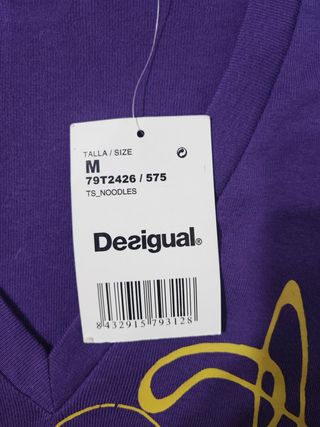 TALLA / SIZE
M
79T2426 / 575
TS_NOODLES
Desigual®
8 432915 793128